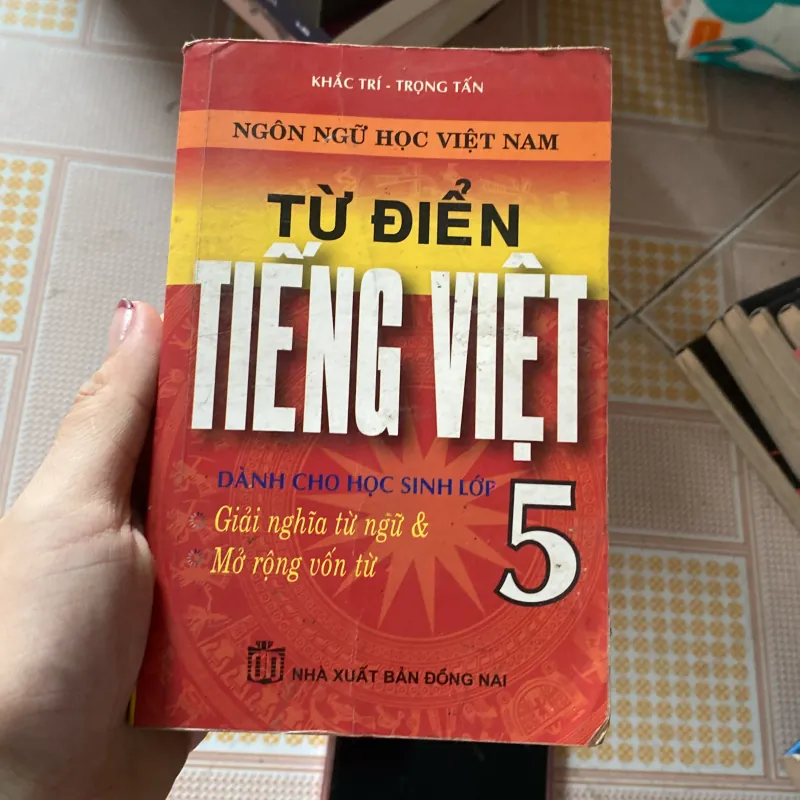 KHẮC TRÍ - TRỌNG TẤN
NGÔN NGỮ HỌC VIỆT NAM
TỪ ĐIỂN
TIẾNG VIỆT
DÀNH CHO HỌC SINH LỚP 5
Giải nghĩa từ ngữ &
Mở rộng vốn từ
NHÀ XUẤT BẢN ĐỒNG NAI